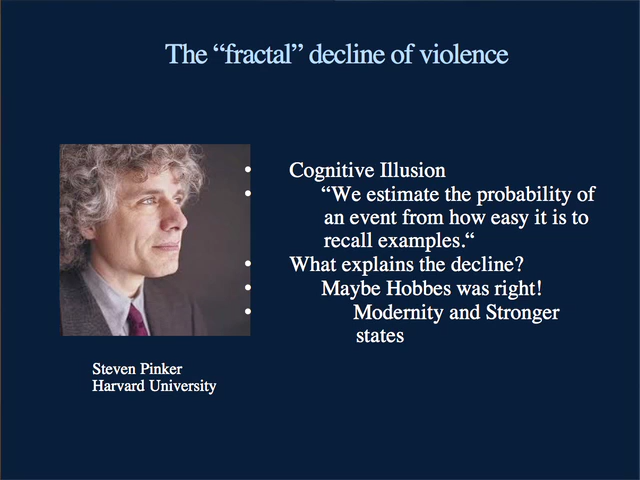 The “fractal” decline of violence
• Cognitive Illusion
• “We estimate the probability of
an event from how easy it is to
recall examples.“
• What explains the decline?
• Maybe Hobbes was right!
• Modernity and Stronger
states
Steven Pinker
Harvard University